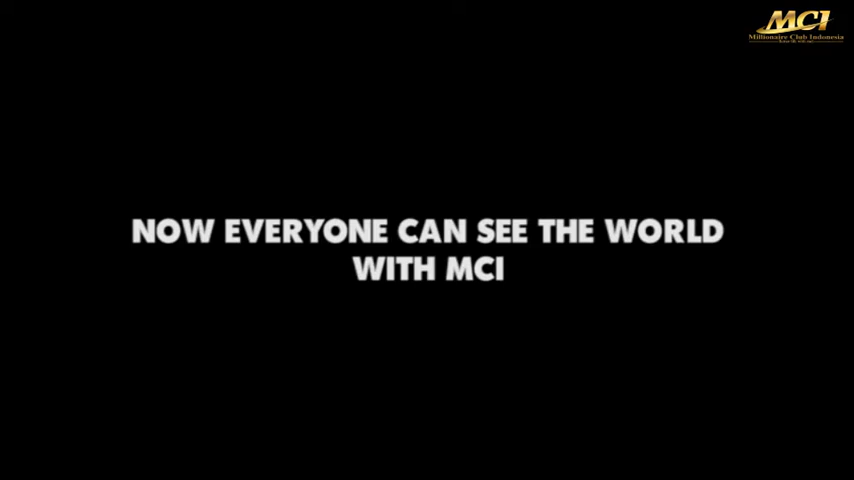 MCI
Millionaire Club Indonesia
NOW EVERYONE CAN SEE THE WORLD
WITH MCI